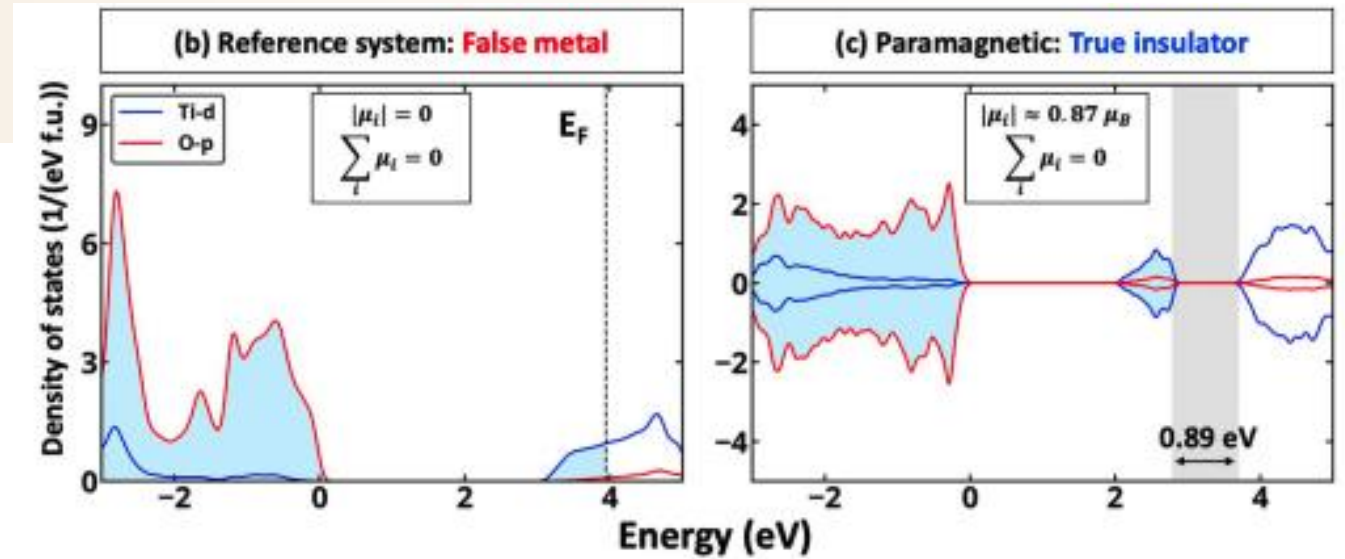 (b) Reference system: False metal
(c) Paramagnetic: True insulator
Density of states (1/(eV f.u.))
9
6
3
0
Ti-d
O-p
|μᵢ| = 0
∑ᵢ μᵢ = 0
E_F
−2
0
2
4
4
2
0
−2
−4
|μᵢ| ≈ 0.87 μ_B
∑ᵢ μᵢ = 0
0.89 eV
−2
0
2
4
Energy (eV)